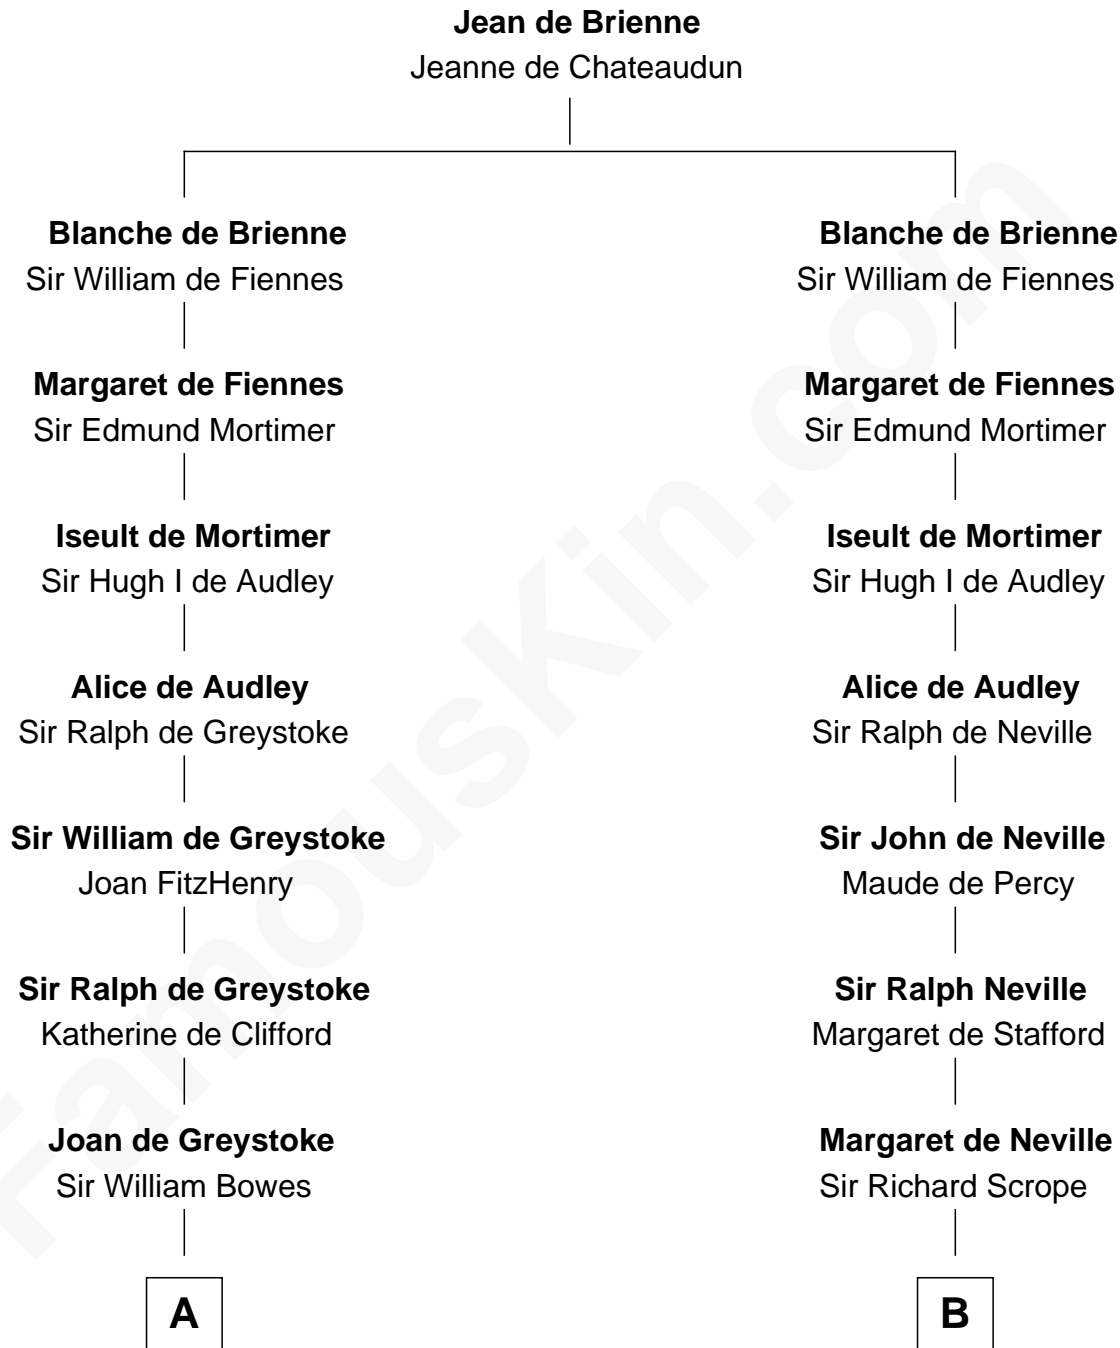 Jean de Brienne
Jeanne de Chateaudun
Blanche de Brienne
Sir William de Fiennes
Margaret de Fiennes
Sir Edmund Mortimer
Iseult de Mortimer
Sir Hugh I de Audley
Alice de Audley
Sir Ralph de Greystoke
Sir William de Greystoke
Joan FitzHenry
Sir Ralph de Greystoke
Katherine de Clifford
Joan de Greystoke
Sir William Bowes
A
Blanche de Brienne
Sir William de Fiennes
Margaret de Fiennes
Sir Edmund Mortimer
Iseult de Mortimer
Sir Hugh I de Audley
Alice de Audley
Sir Ralph de Neville
Sir John de Neville
Maude de Percy
Sir Ralph Neville
Margaret de Stafford
Margaret de Neville
Sir Richard Scrope
B
FamousKin.com